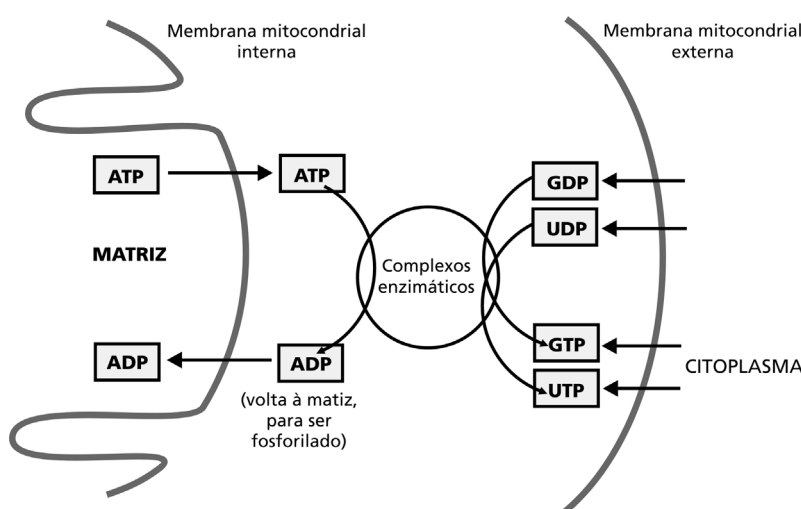 Membrana mitocondrial
interna
Membrana mitocondrial
externa
ATP
ATP
GDP
UDP
MATRIZ
Complexos
enzimáticos
ADP
ADP
(volta à matiz,
para ser
fosforilado)
GTP
UTP
CITOPLASMA